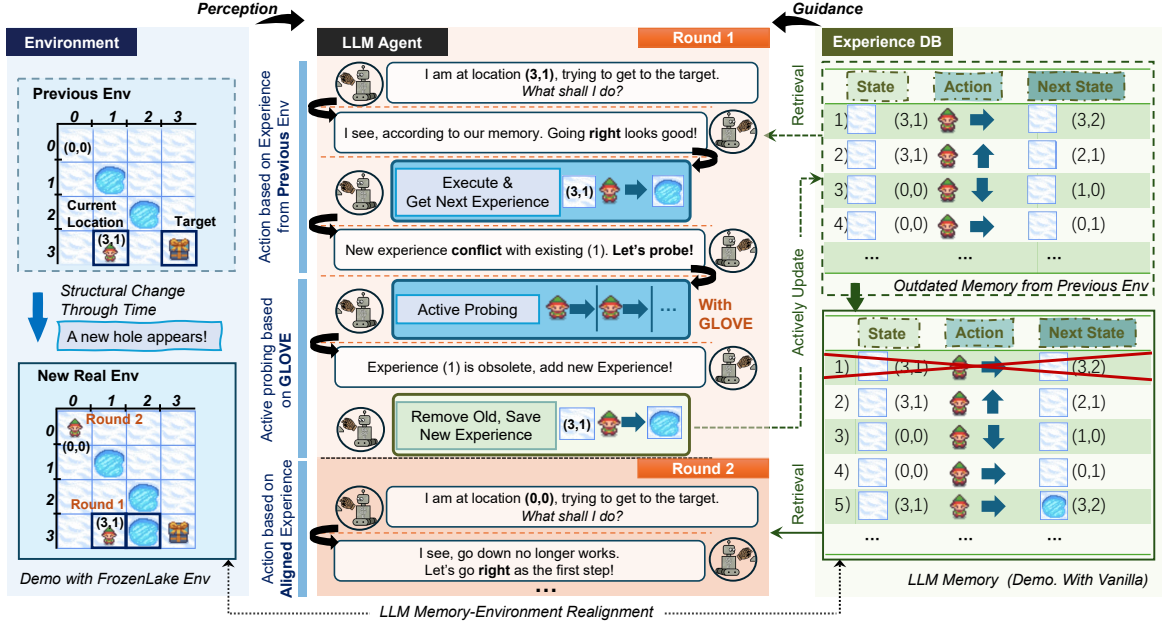 Perception
Guidance
Environment
Previous Env
0 1 2 3
0
(0,0)
1
2
Current
Location
Target
3
(3,1)
Structural Change
Through Time
A new hole appears!
New Real Env
0 1 2 3
0
Round 2
(0,0)
1
2
Round 1
3
(3,1)
Demo with FrozenLake Env
Action based on Experience
from Previous Env
Active probing based
on GLOVE
Action based on
Aligned Experience
LLM Agent
Round 1
I am at location (3,1), trying to get to the target.
What shall I do?
I see, according to our memory. Going right looks good!
Execute &
Get Next Experience
(3,1)
New experience conflict with existing (1). Let's probe!
Active Probing
...
With
GLOVE
Experience (1) is obsolete, add new Experience!
Remove Old, Save
New Experience
(3,1)
Round 2
I am at location (0,0), trying to get to the target.
What shall I do?
I see, go down no longer works.
Let's go right as the first step!
...
Retrieval
Actively Update
Retrieval
Experience DB
State Action Next State
1) (3,1) (3,2)
2) (3,1) (2,1)
3) (0,0) (1,0)
4) (0,0) (0,1)
... ... ...
Outdated Memory from Previous Env
State Action Next State
1) (3,1) (3,2)
2) (3,1) (2,1)
3) (0,0) (1,0)
4) (0,0) (0,1)
5) (3,1) (3,2)
... ... ...
LLM Memory (Demo. With Vanilla)
LLM Memory-Environment Realignment